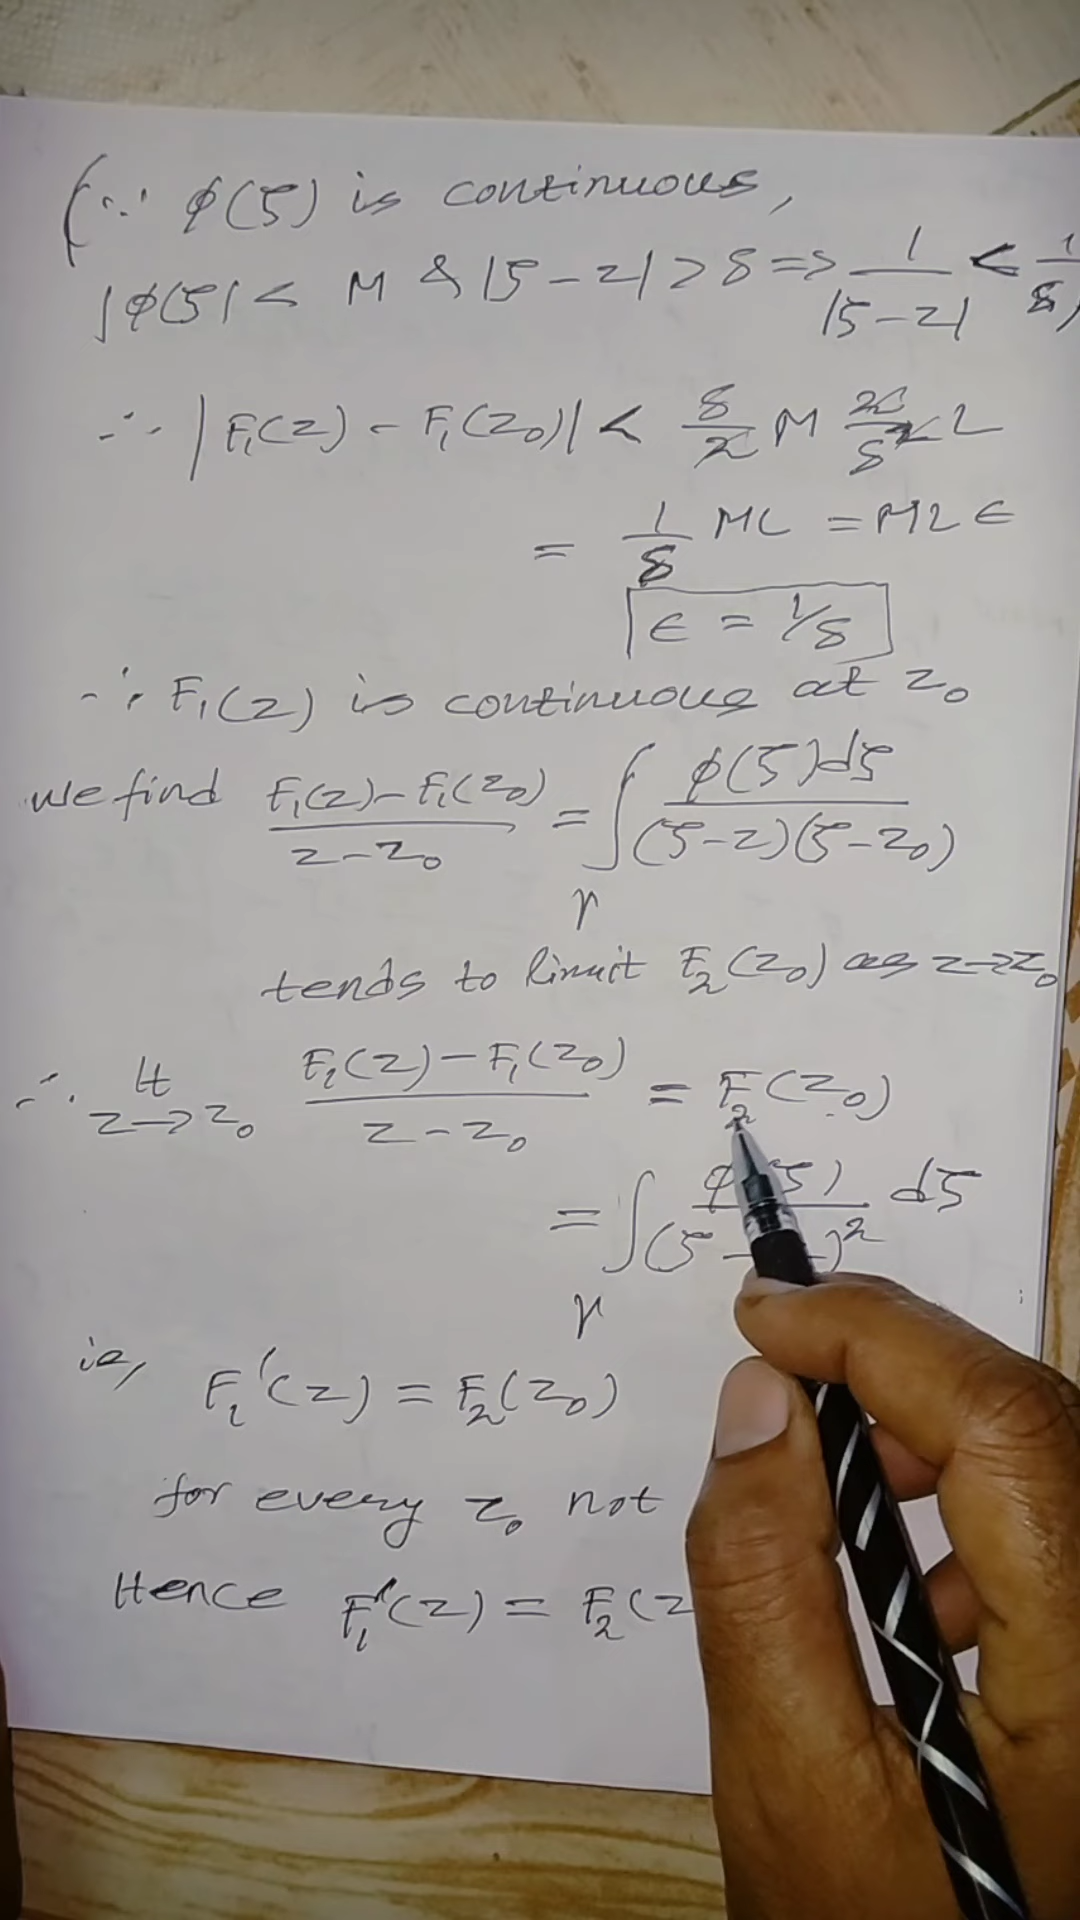 (∵ φ(ζ) is continuous,
|φ(ζ| < M & |ζ-z| > δ => 1/|ζ-z| < 1/δ)
∴ |F₁(z) - F₁(z₀)| < δ/2 M 2/δ² L
= 1/δ ML = ML ϵ
ϵ = 1/δ
∴ F₁(z) is continuous at z₀
we find F₁(z)-F₁(z₀)/z-z₀ = ∫γ φ(ζ)dζ/(ζ-z)(ζ-z₀)
tends to limit F₂(z₀) as z→z₀
∴ lt z→z₀ F₁(z)-F₁(z₀)/z-z₀ = F₂(z₀)
= ∫γ φ(ζ)/(ζ- )² dζ
ie, F₁'(z) = F₂(z₀)
for every z₀ not
Hence F₁'(z) = F₂(z